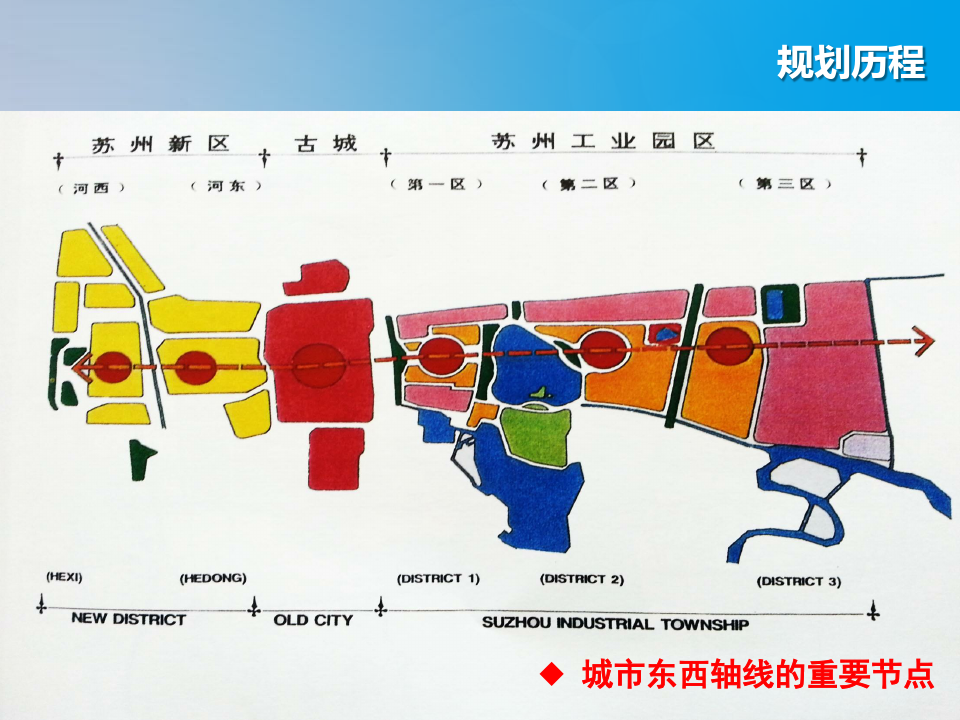 规划历程
苏州新区 古城 苏州工业园区
（河西） （河东） （第一区） （第二区） （第三区）
(HEXI) (HEDONG) (DISTRICT 1) (DISTRICT 2) (DISTRICT 3)
NEW DISTRICT OLD CITY SUZHOU INDUSTRIAL TOWNSHIP
◆ 城市东西轴线的重要节点